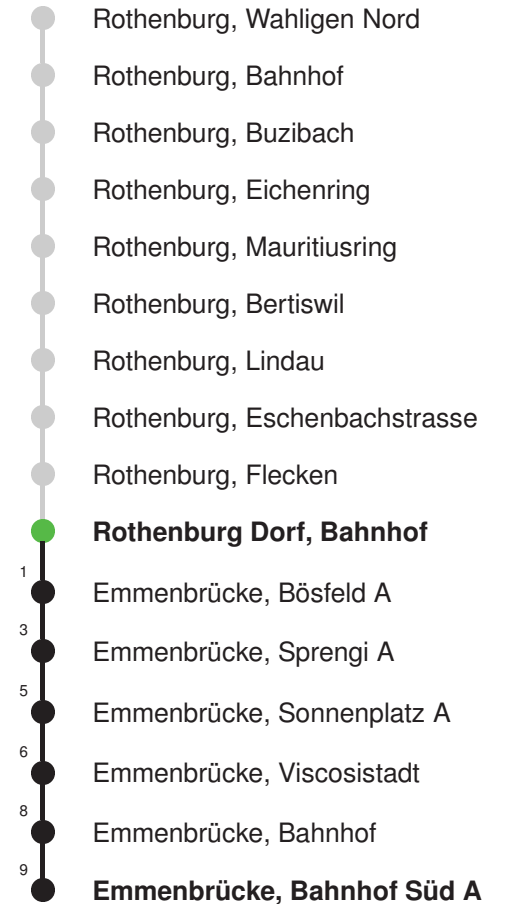 Rothenburg, Wahligen Nord
Rothenburg, Bahnhof
Rothenburg, Buzibach
Rothenburg, Eichenring
Rothenburg, Mauritiusring
Rothenburg, Bertiswil
Rothenburg, Lindau
Rothenburg, Eschenbachstrasse
Rothenburg, Flecken
Rothenburg Dorf, Bahnhof
1 Emmenbrücke, Bösfeld A
3 Emmenbrücke, Sprengi A
5 Emmenbrücke, Sonnenplatz A
6 Emmenbrücke, Viscosistadt
8 Emmenbrücke, Bahnhof
9 Emmenbrücke, Bahnhof Süd A